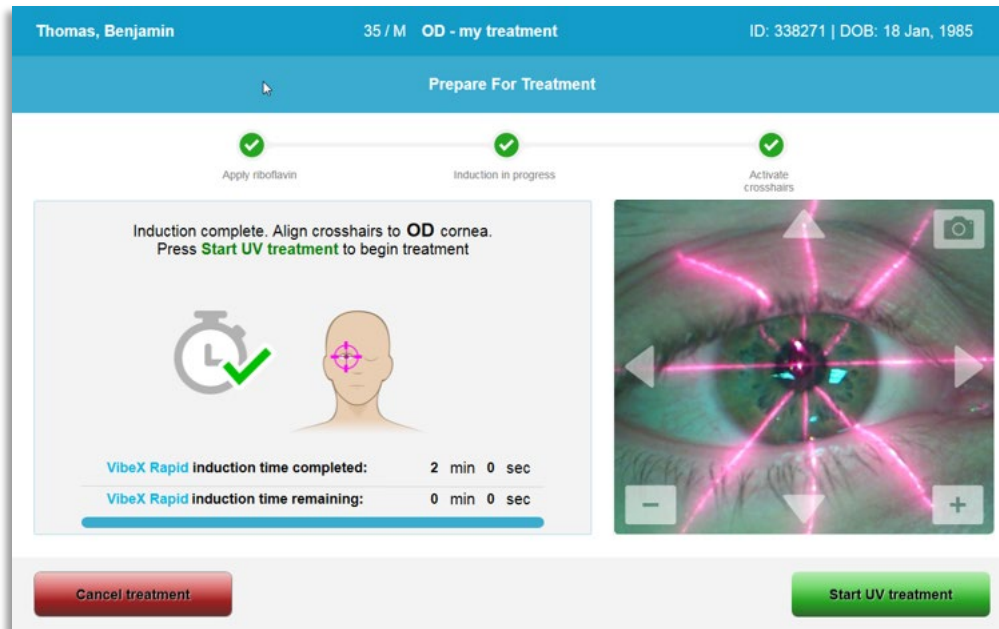 Thomas, Benjamin 35 / M OD - my treatment ID: 338271 | DOB: 18 Jan, 1985
Prepare For Treatment
Apply riboflavin Induction in progress Activate
crosshairs
Induction complete. Align crosshairs to OD cornea.
Press Start UV treatment to begin treatment
VibeX Rapid induction time completed: 2 min 0 sec
VibeX Rapid induction time remaining: 0 min 0 sec
Cancel treatment Start UV treatment